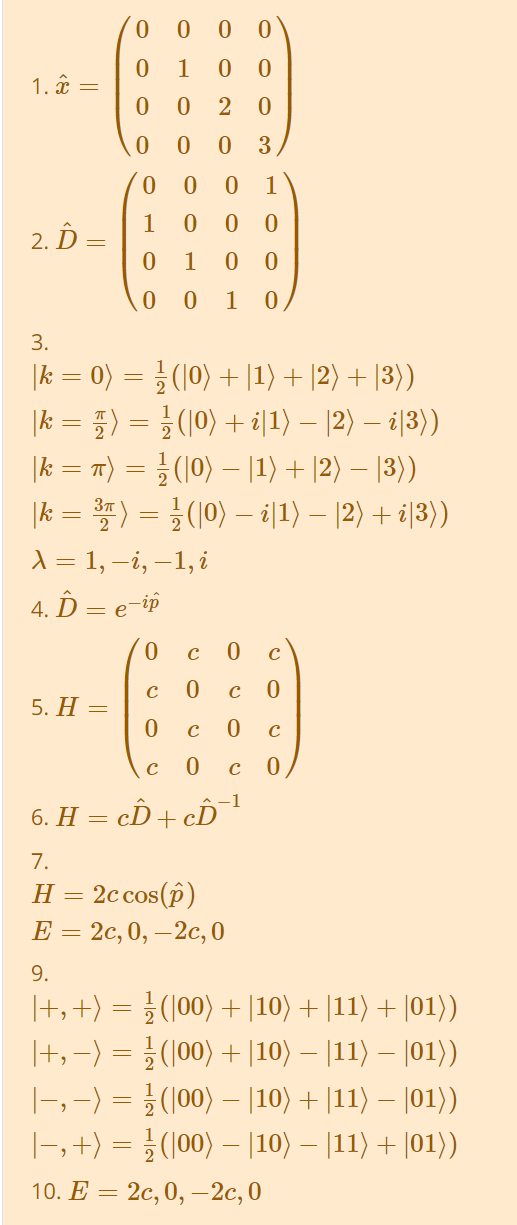 1. x̂ = 
( 0 0 0 0
0 1 0 0
0 0 2 0
0 0 0 3 )
2. D̂ = 
( 0 0 0 1
1 0 0 0
0 1 0 0
0 0 1 0 )
3.
|k = 0⟩ = 1/2(|0⟩ + |1⟩ + |2⟩ + |3⟩)
|k = π/2⟩ = 1/2(|0⟩ + i|1⟩ − |2⟩ − i|3⟩)
|k = π⟩ = 1/2(|0⟩ − |1⟩ + |2⟩ − |3⟩)
|k = 3π/2⟩ = 1/2(|0⟩ − i|1⟩ − |2⟩ + i|3⟩)
λ = 1, −i, −1, i
4. D̂ = e^{−ip̂}
5. H = 
( 0 c 0 c
c 0 c 0
0 c 0 c
c 0 c 0 )
6. H = cD̂ + cD̂^{−1}
7.
H = 2c cos(p̂)
E = 2c, 0, −2c, 0
9.
|+, +⟩ = 1/2(|00⟩ + |10⟩ + |11⟩ + |01⟩)
|+, −⟩ = 1/2(|00⟩ + |10⟩ − |11⟩ − |01⟩)
|−, −⟩ = 1/2(|00⟩ − |10⟩ + |11⟩ − |01⟩)
|−, +⟩ = 1/2(|00⟩ − |10⟩ − |11⟩ + |01⟩)
10. E = 2c, 0, −2c, 0